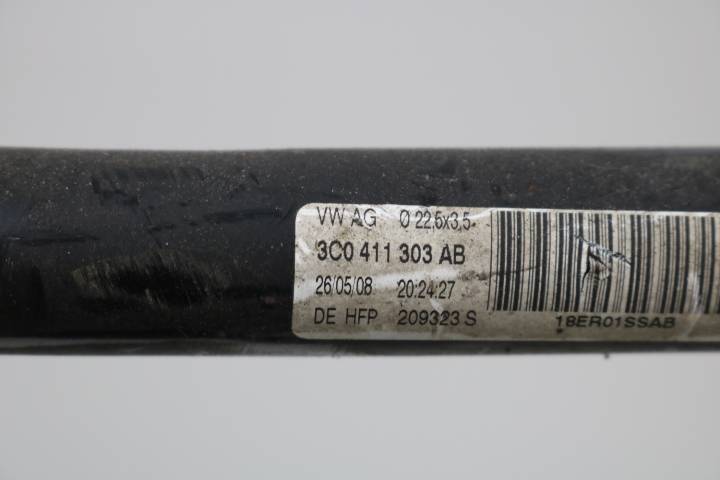 VW AG Ø 22,5x3,5
3C0 411 303 AB
26/05/08 20:24:27
DE HFP 209323 S
18ER01SSAB